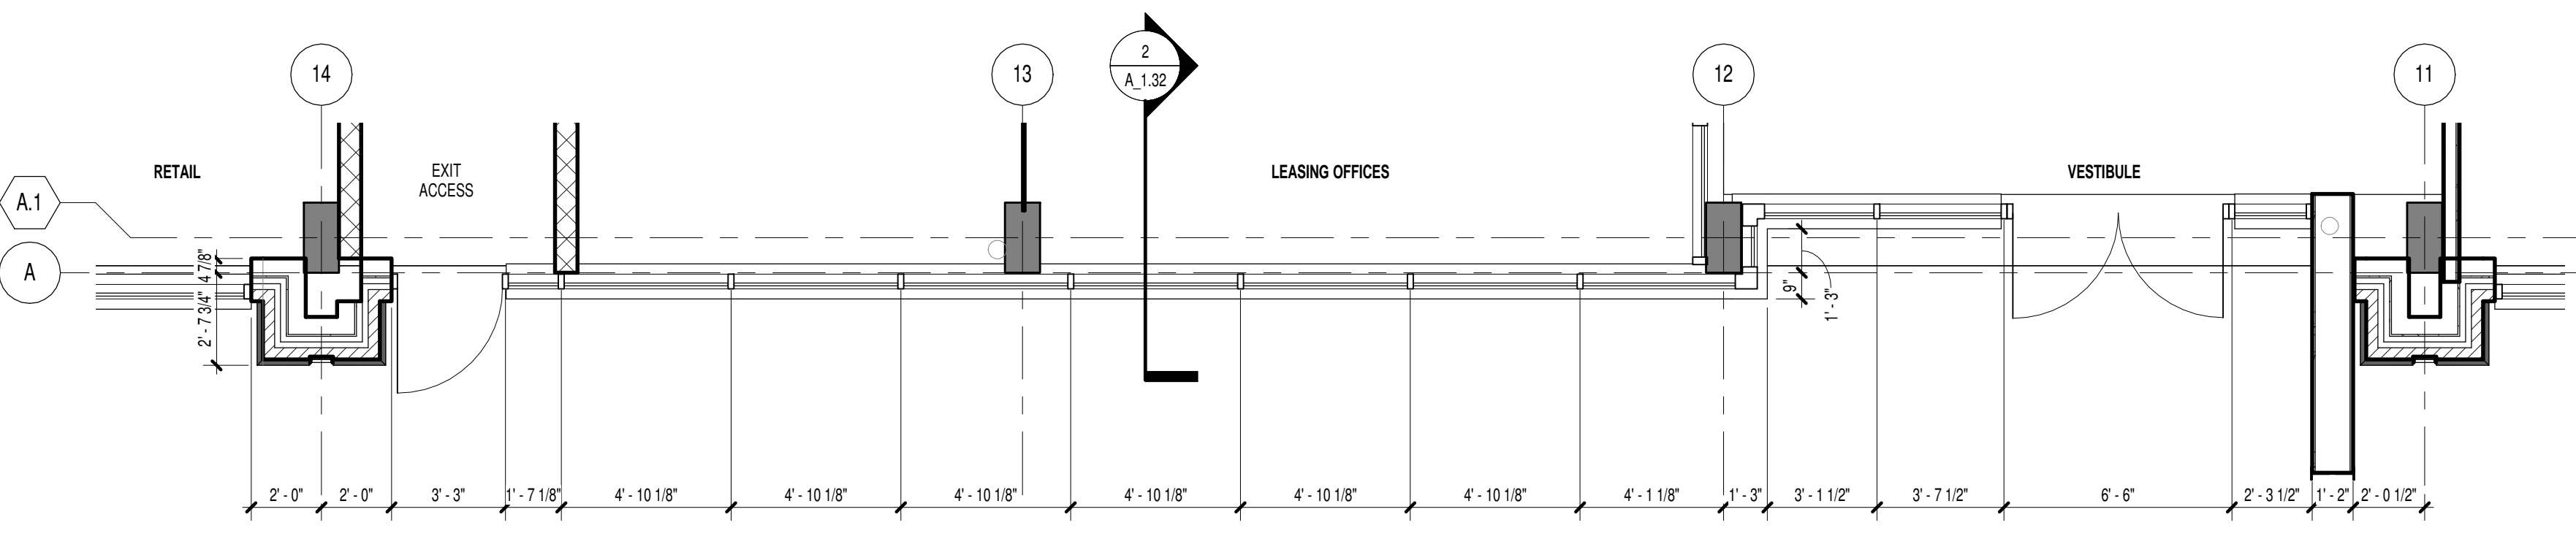 14
13
2
A_1.32
12
11
RETAIL
EXIT
ACCESS
LEASING OFFICES
VESTIBULE
A.1
A
4 7/8"
2' - 7 3/4"
9"
1' - 3"
2' - 0"
2' - 0"
3' - 3"
1' - 7 1/8"
4' - 10 1/8"
4' - 10 1/8"
4' - 10 1/8"
4' - 10 1/8"
4' - 10 1/8"
4' - 10 1/8"
4' - 1 1/8"
1' - 3"
3' - 1 1/2"
3' - 7 1/2"
6' - 6"
2' - 3 1/2"
1' - 2"
2' - 0 1/2"